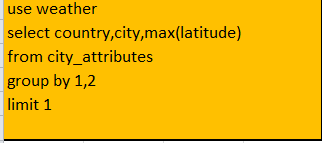 use weather
select country,city,max(latitude)
from city_attributes
group by 1,2
limit 1